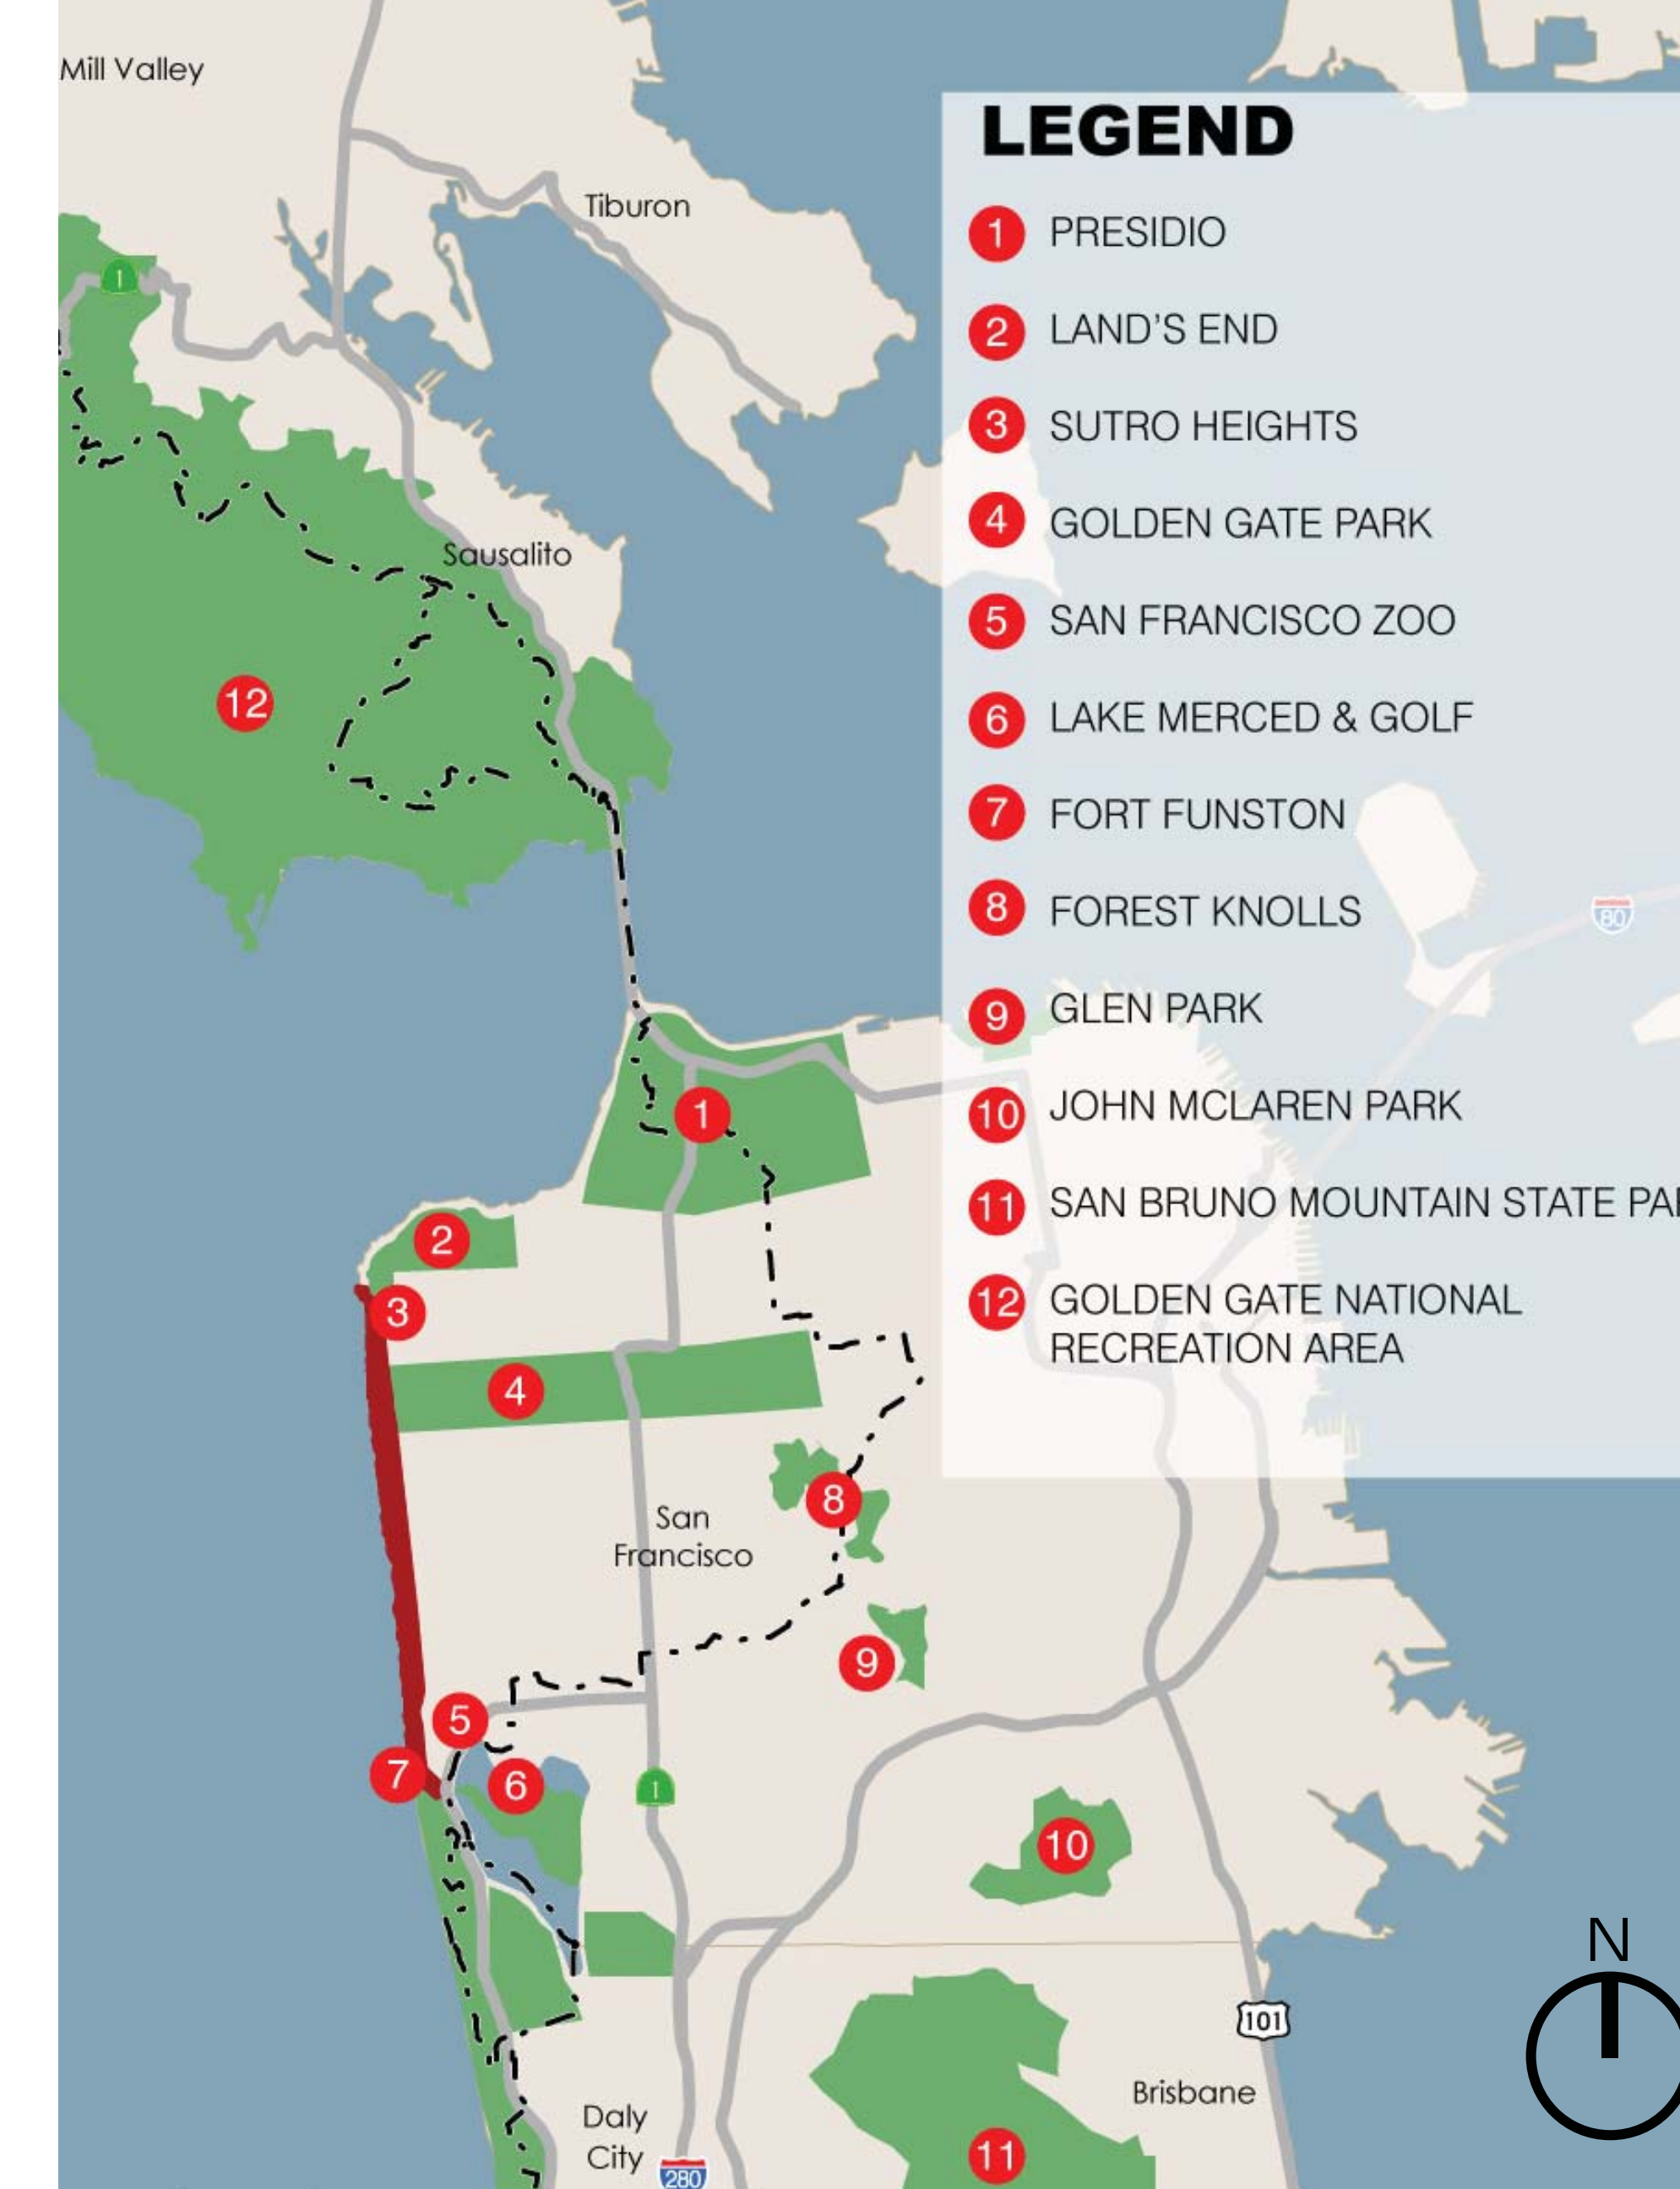 Mill Valley
1
Tiburon
Sausalito
12
LEGEND
1 PRESIDIO
2 LAND'S END
3 SUTRO HEIGHTS
4 GOLDEN GATE PARK
5 SAN FRANCISCO ZOO
6 LAKE MERCED & GOLF
7 FORT FUNSTON
8 FOREST KNOLLS
9 GLEN PARK
10 JOHN MCLAREN PARK
11 SAN BRUNO MOUNTAIN STATE PA
12 GOLDEN GATE NATIONAL
RECREATION AREA
80
1
2
3
4
8
San
Francisco
9
5
7
6
1
10
N
101
Brisbane
Daly
City
280
11